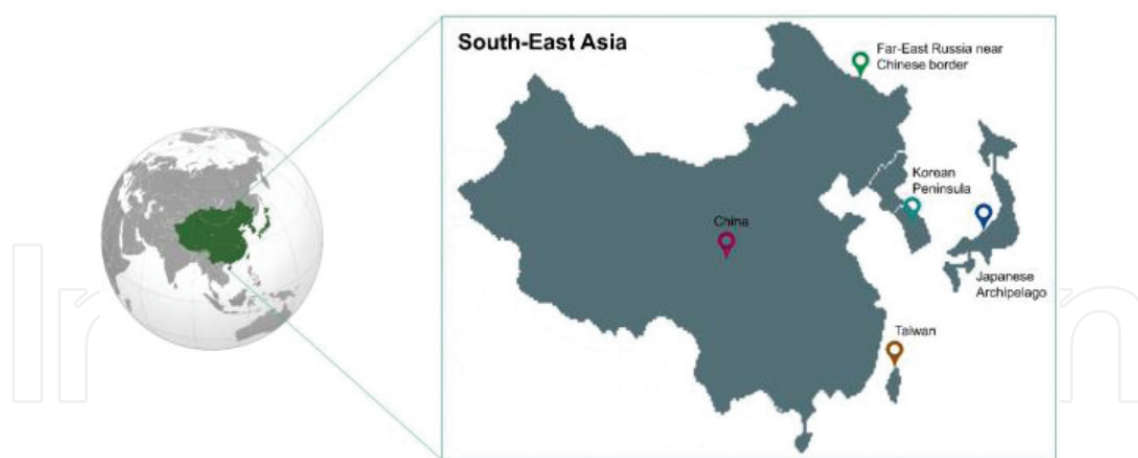 South-East Asia
Far-East Russia near
Chinese border
Korean
Peninsula
China
Japanese
Archipelago
Taiwan